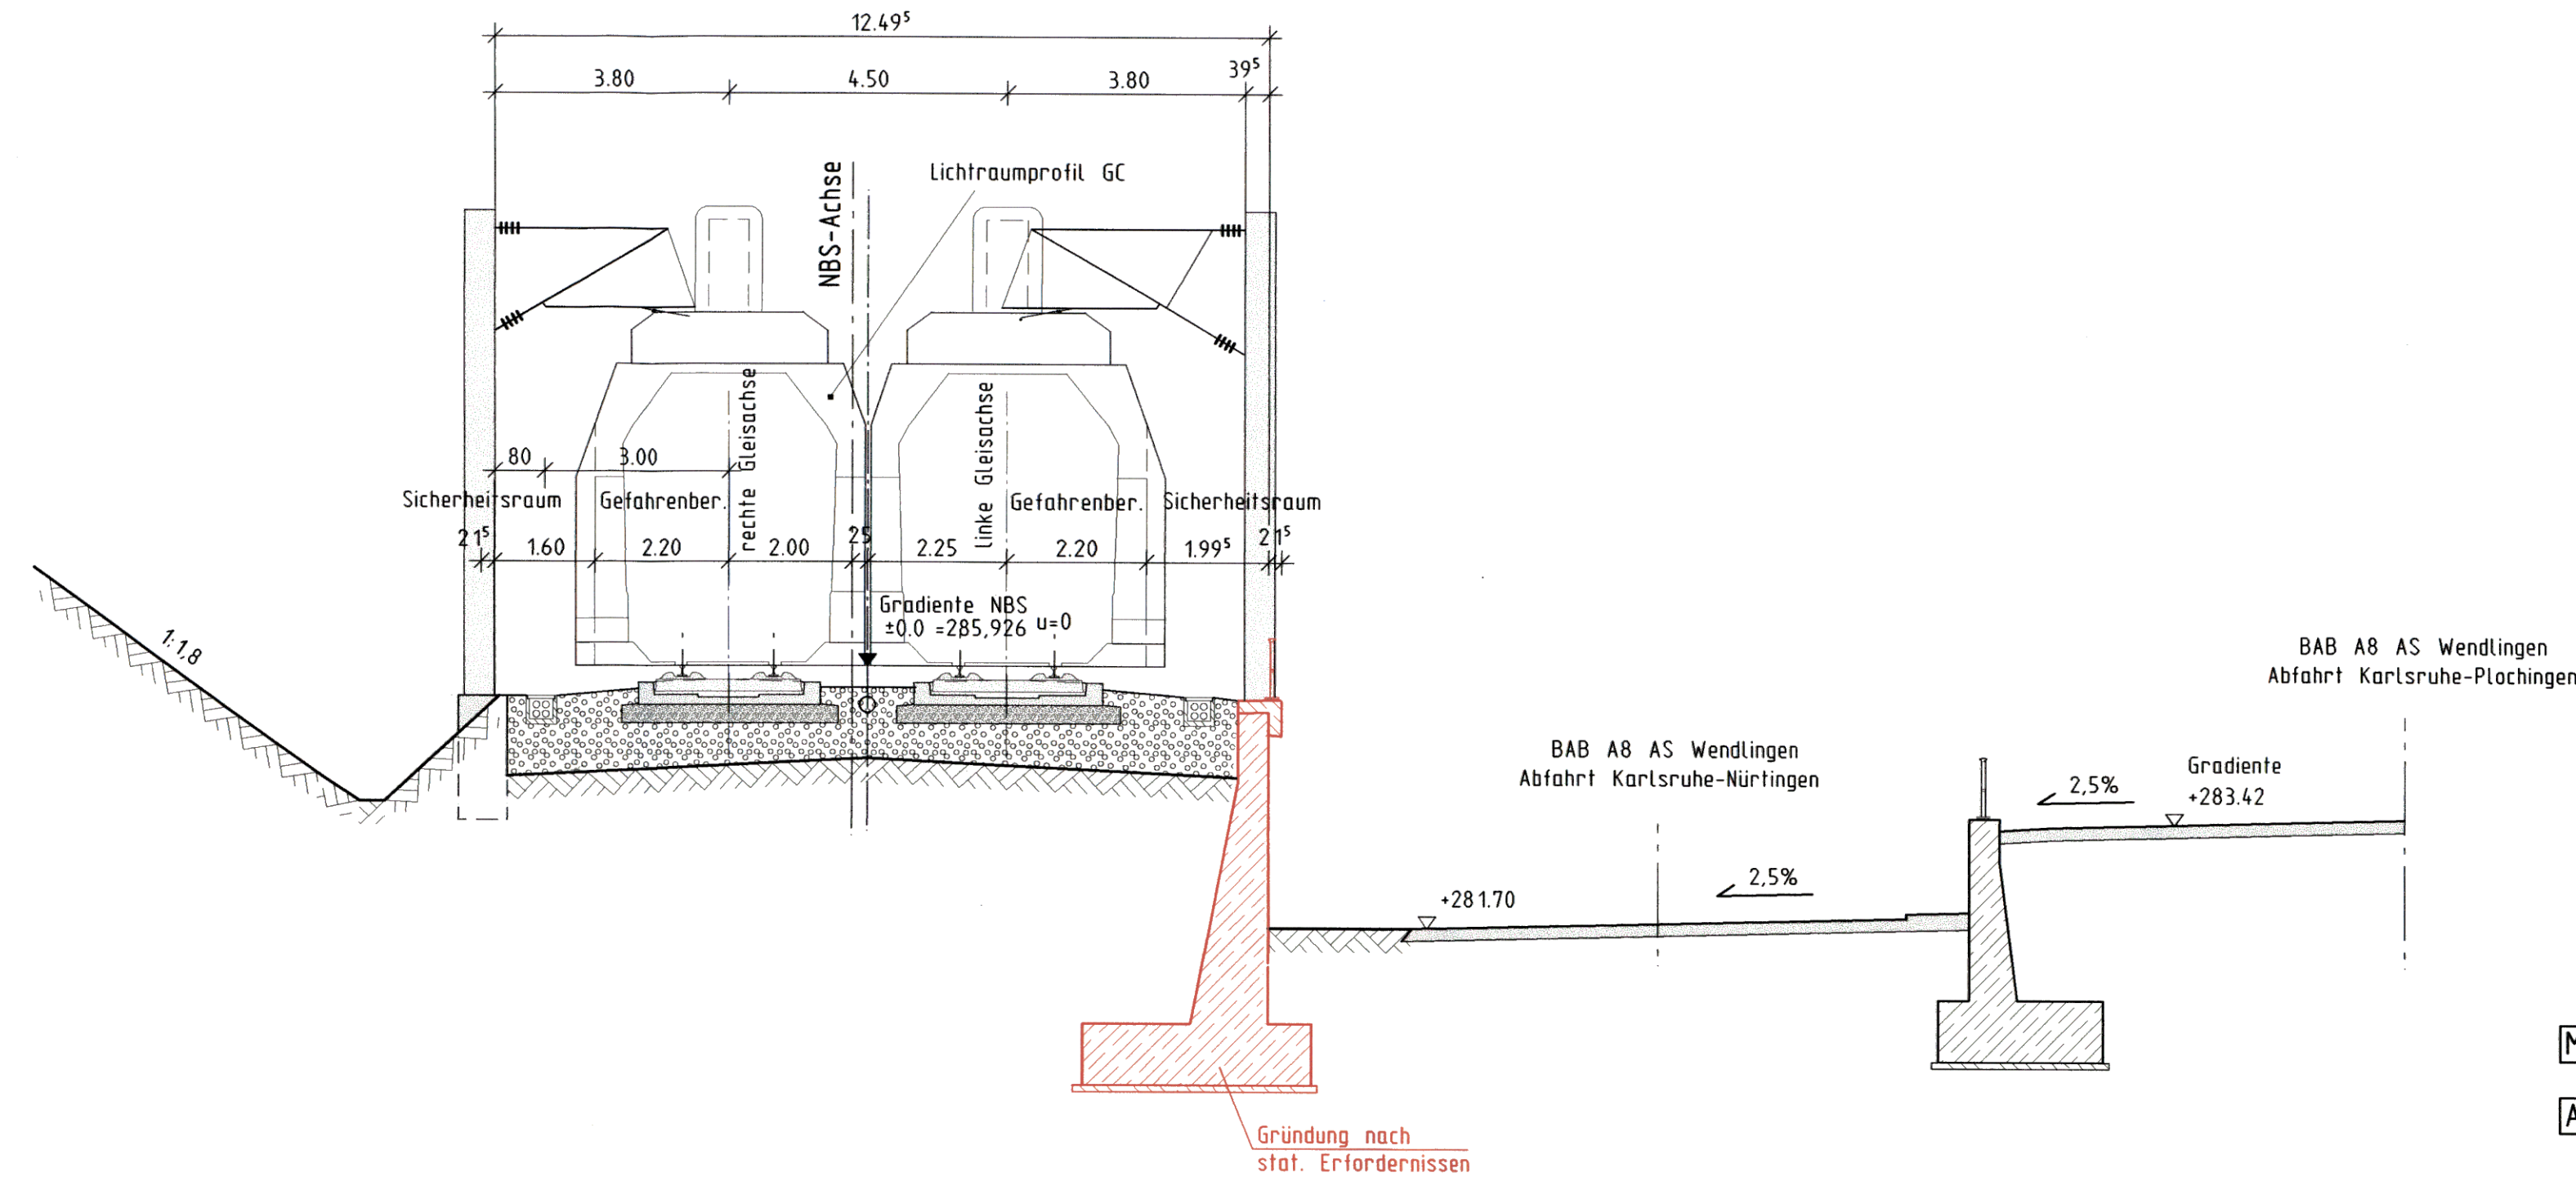 12.49⁵
3.80
4.50
3.80
39⁵
NBS-Achse
Lichtraumprofil GC
rechte Gleisachse
linke Gleisachse
80
3.00
Sicherheitsraum
Gefahrenber.
Gefahrenber.
Sicherheitsraum
21⁵
1.60
2.20
2.00
25
2.25
2.20
1.99⁵
21⁵
Gradiente NBS
±0.0 =285,926 u=0
1:1,8
BAB A8 AS Wendlingen
Abfahrt Karlsruhe-Plochingen
BAB A8 AS Wendlingen
Abfahrt Karlsruhe-Nürtingen
2,5%
Gradiente
+283.42
2,5%
+281.70
Gründung nach
stat. Erfordernissen